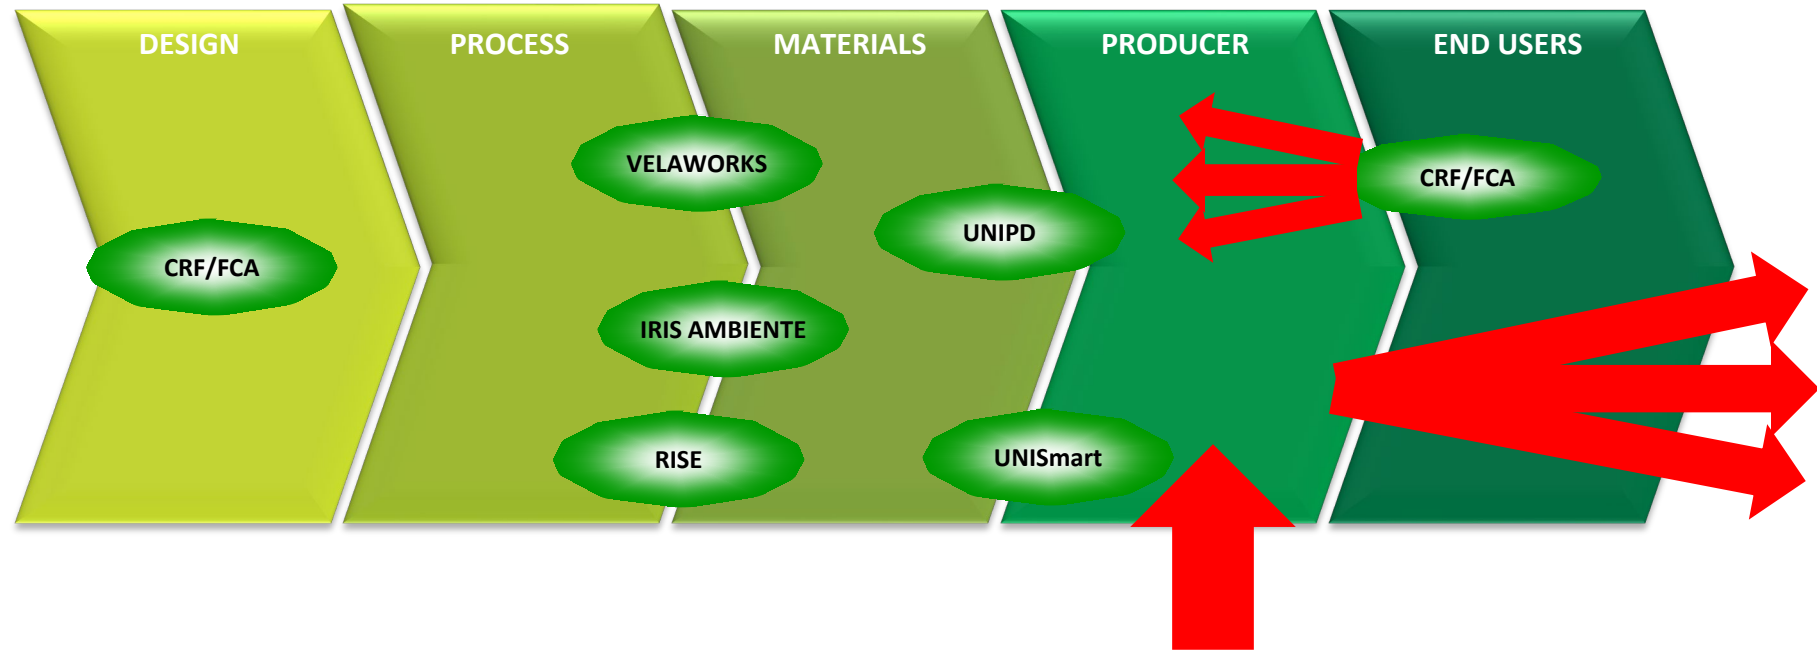 DESIGN
PROCESS
MATERIALS
PRODUCER
END USERS
VELAWORKS
CRF/FCA
UNIPD
CRF/FCA
IRIS AMBIENTE
RISE
UNISmart